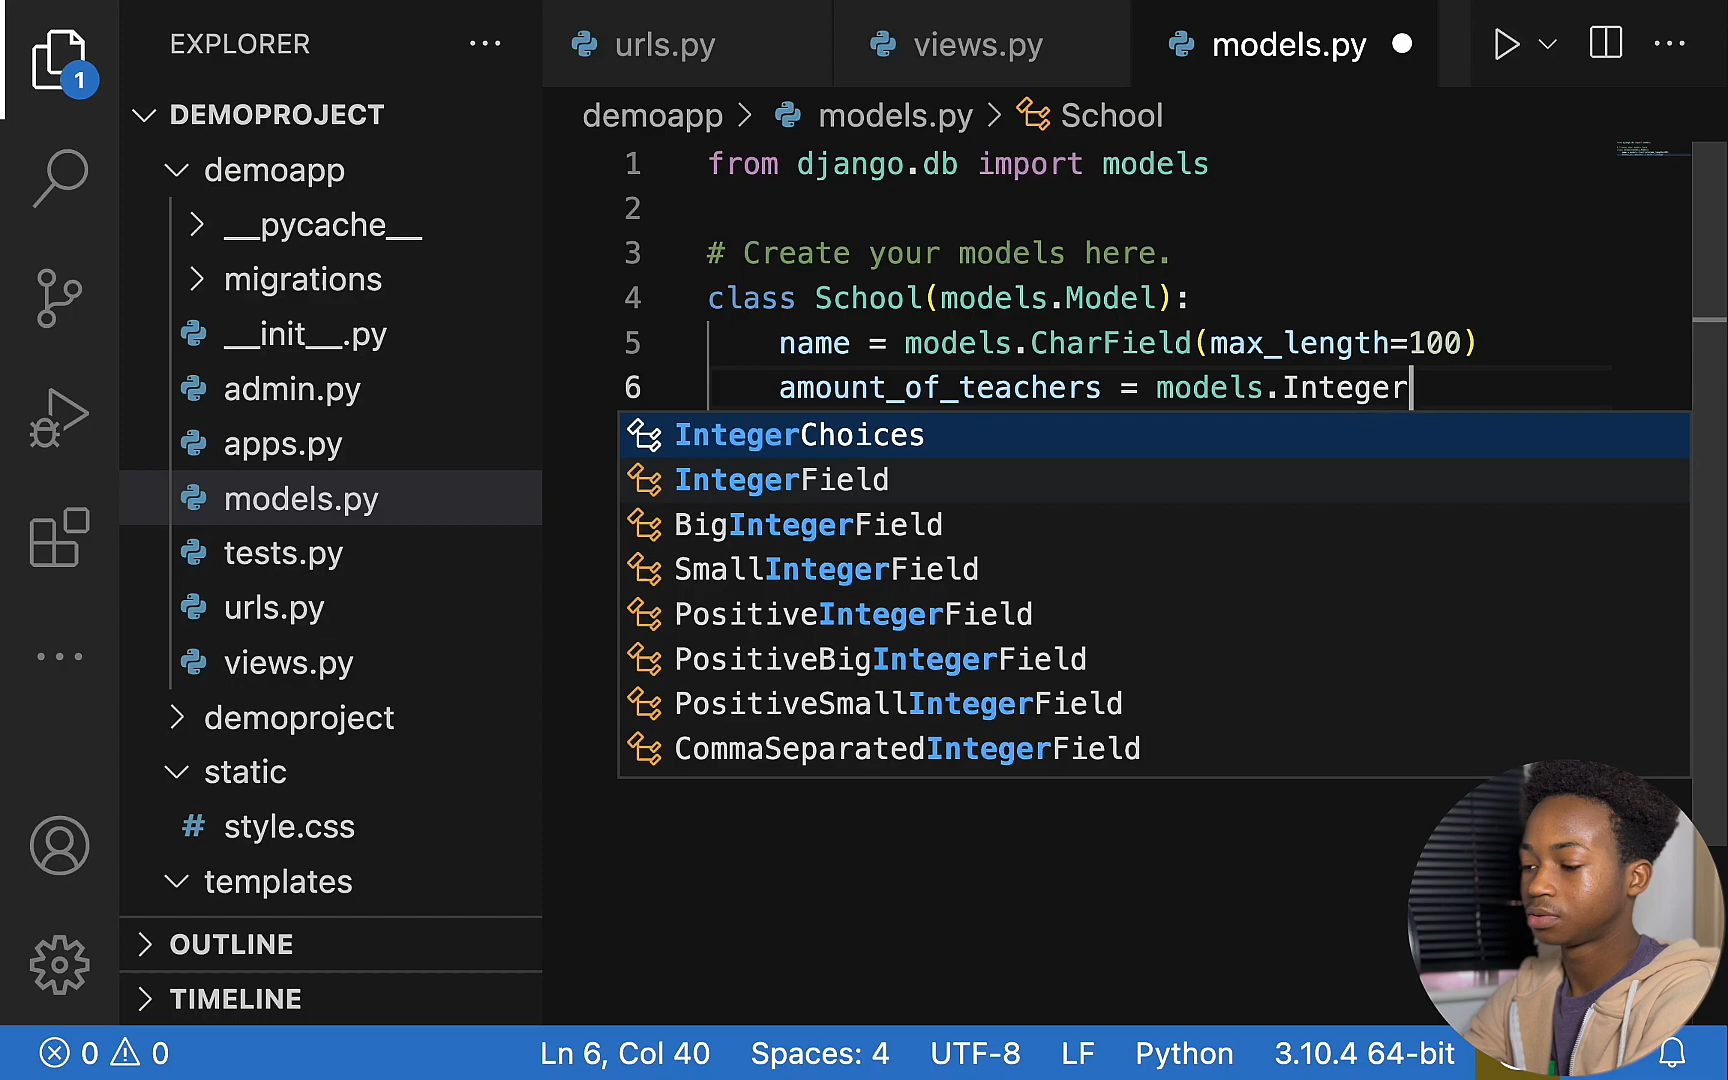 1
EXPLORER
DEMOPROJECT
demoapp
__pycache__
migrations
__init__.py
admin.py
apps.py
models.py
tests.py
urls.py
views.py
demoproject
static
# style.css
templates
OUTLINE
TIMELINE
urls.py views.py models.py
demoapp > models.py > School
1 from django.db import models
2
3 # Create your models here.
4 class School(models.Model):
5 name = models.CharField(max_length=100)
6 amount_of_teachers = models.Integer
IntegerChoices
IntegerField
BigIntegerField
SmallIntegerField
PositiveIntegerField
PositiveBigIntegerField
PositiveSmallIntegerField
CommaSeparatedIntegerField
0 0 Ln 6, Col 40 Spaces: 4 UTF-8 LF Python 3.10.4 64-bit